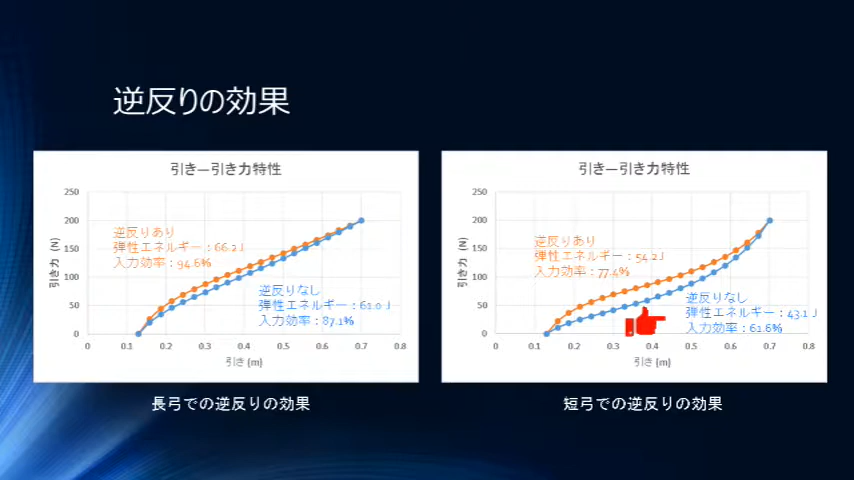 逆反りの効果
引き―引き力特性
250
200
150
100
50
0
引き力 (N)
逆反りあり
弾性エネルギー：66.2J
入力効率：94.6%
逆反りなし
弾性エネルギー：61.0 J
入力効率：87.1%
0 0.1 0.2 0.3 0.4 0.5 0.6 0.7 0.8
引き (m)
長弓での逆反りの効果
引き―引き力特性
250
200
150
100
50
0
引き力 (N)
逆反りあり
弾性エネルギー：54.2J
入力効率：77.4%
逆反りなし
弾性エネルギー：43.1 J
入力効率：61.6%
0 0.1 0.2 0.3 0.4 0.5 0.6 0.7 0.8
引き (m)
短弓での逆反りの効果